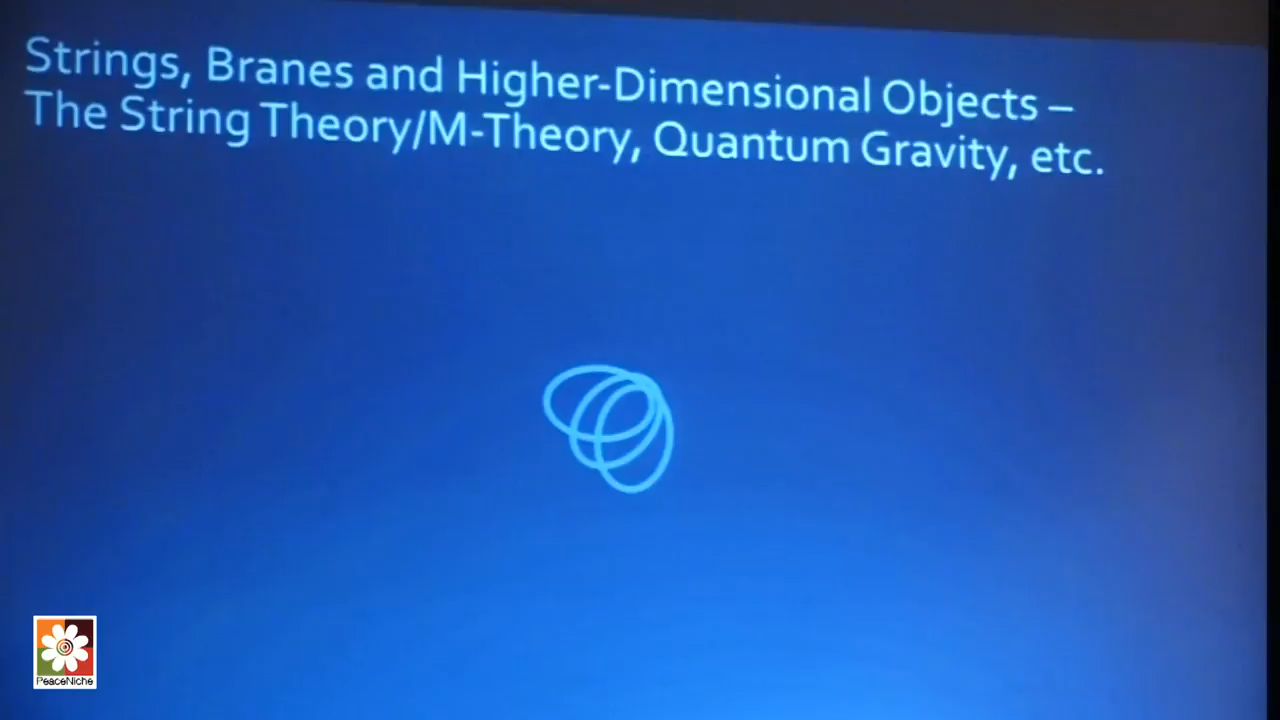 Strings, Branes and Higher-Dimensional Objects –
The String Theory/M-Theory, Quantum Gravity, etc.
PeaceNiche